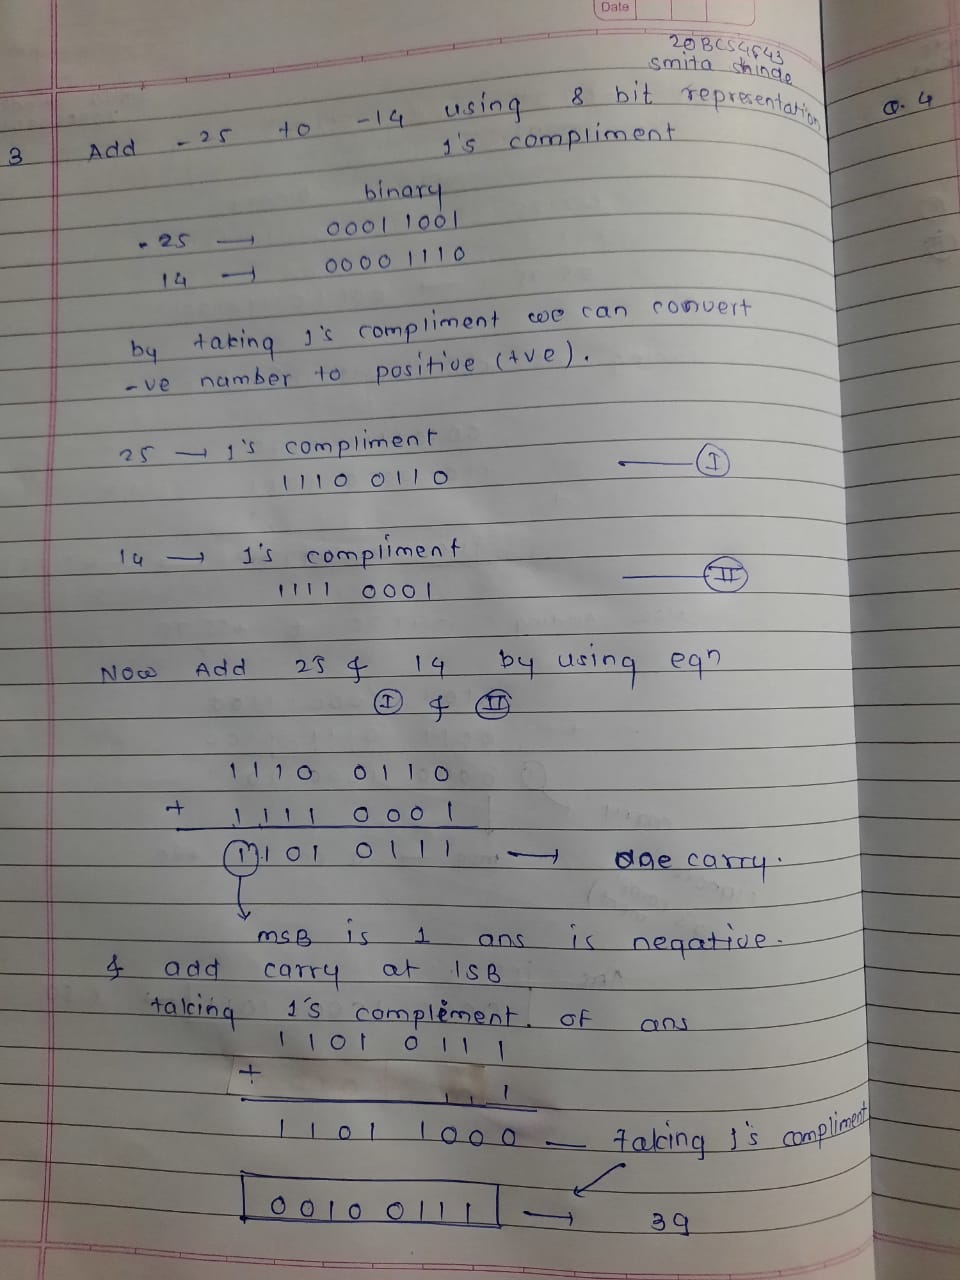 Date
20BCS4643
smita shinde
Q. 4
3 Add -25 to -14 using 8 bit representation
1's compliment
binary
-25 → 0001 1001
14 → 0000 1110
by taking 1's compliment we can convert
-ve number to positive (+ve).
25 → 1's compliment
1110 0110 — I
14 → 1's compliment
1111 0001 — II
Now Add 25 & 14 by using eqn
I & II
1110 0110
+ 1111 0001
1 1101 0111 → carry.
MSB is 1 ans is negative.
& add carry at LSB
taking 1's complement. of ans
1101 0111
+ 1
1101 1000 — Taking 1's compliment
0010 0111 → 39